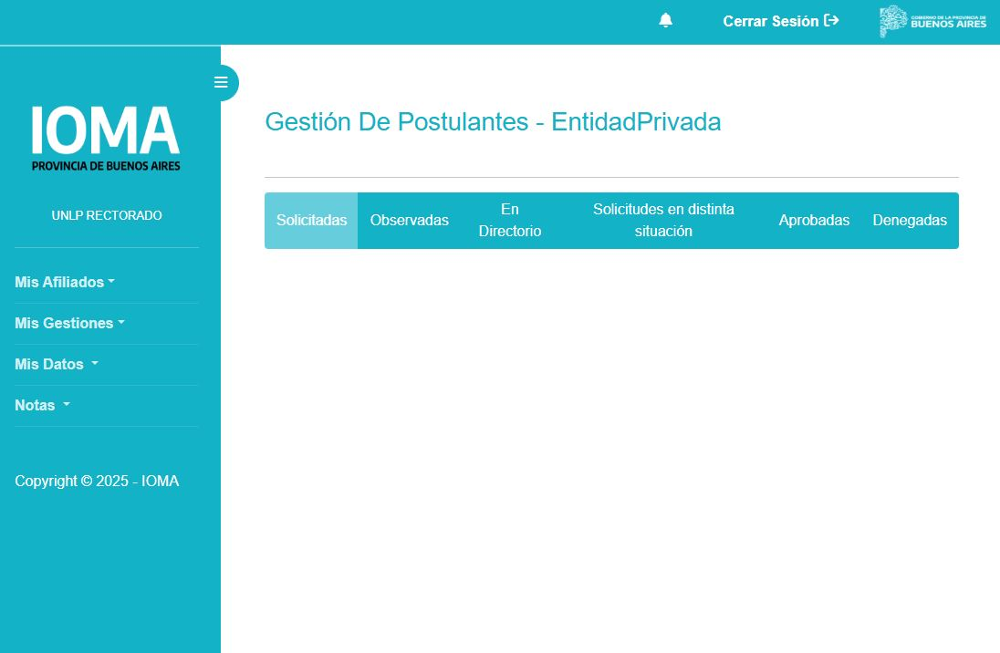 Cerrar Sesión
GOBIERNO DE LA PROVINCIA DE
BUENOS AIRES
IOMA
PROVINCIA DE BUENOS AIRES
UNLP RECTORADO
Mis Afiliados
Mis Gestiones
Mis Datos
Notas
Copyright © 2025 - IOMA
Gestión De Postulantes - EntidadPrivada
Solicitadas
Observadas
En
Directorio
Solicitudes en distinta
situación
Aprobadas
Denegadas